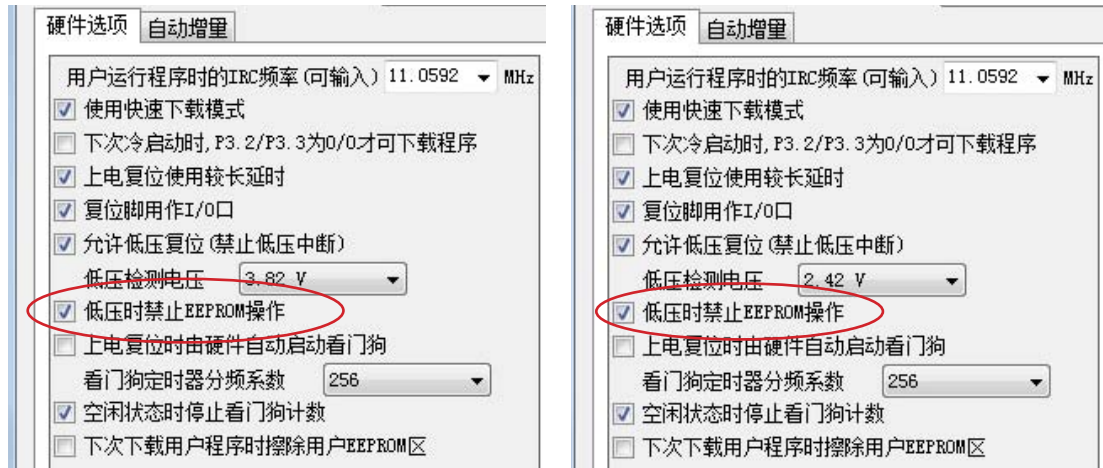 硬件选项 自动增量
用户运行程序时的IRC频率(可输入) 11.0592 MHz
使用快速下载模式
下次冷启动时,P3.2/P3.3为0/0才可下载程序
上电复位使用较长延时
复位脚用作I/O口
允许低压复位(禁止低压中断)
低压检测电压 3.82 V
低压时禁止EEPROM操作
上电复位时由硬件自动启动看门狗
看门狗定时器分频系数 256
空闲状态时停止看门狗计数
下次下载用户程序时擦除用户EEPROM区
硬件选项 自动增量
用户运行程序时的IRC频率(可输入) 11.0592 MHz
使用快速下载模式
下次冷启动时,P3.2/P3.3为0/0才可下载程序
上电复位使用较长延时
复位脚用作I/O口
允许低压复位(禁止低压中断)
低压检测电压 2.42 V
低压时禁止EEPROM操作
上电复位时由硬件自动启动看门狗
看门狗定时器分频系数 256
空闲状态时停止看门狗计数
下次下载用户程序时擦除用户EEPROM区